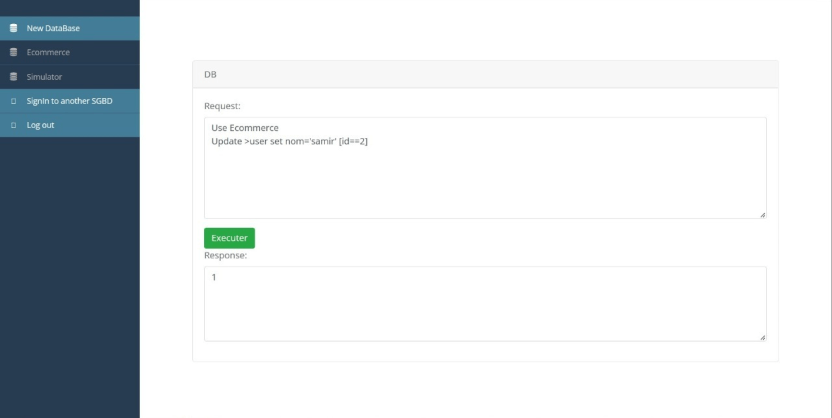 New DataBase
Ecommerce
Simulator
SignIn to another SGBD
Log out
DB
Request:
Use Ecommerce
Update >user set nom='samir' [id==2]
Executer
Response:
1